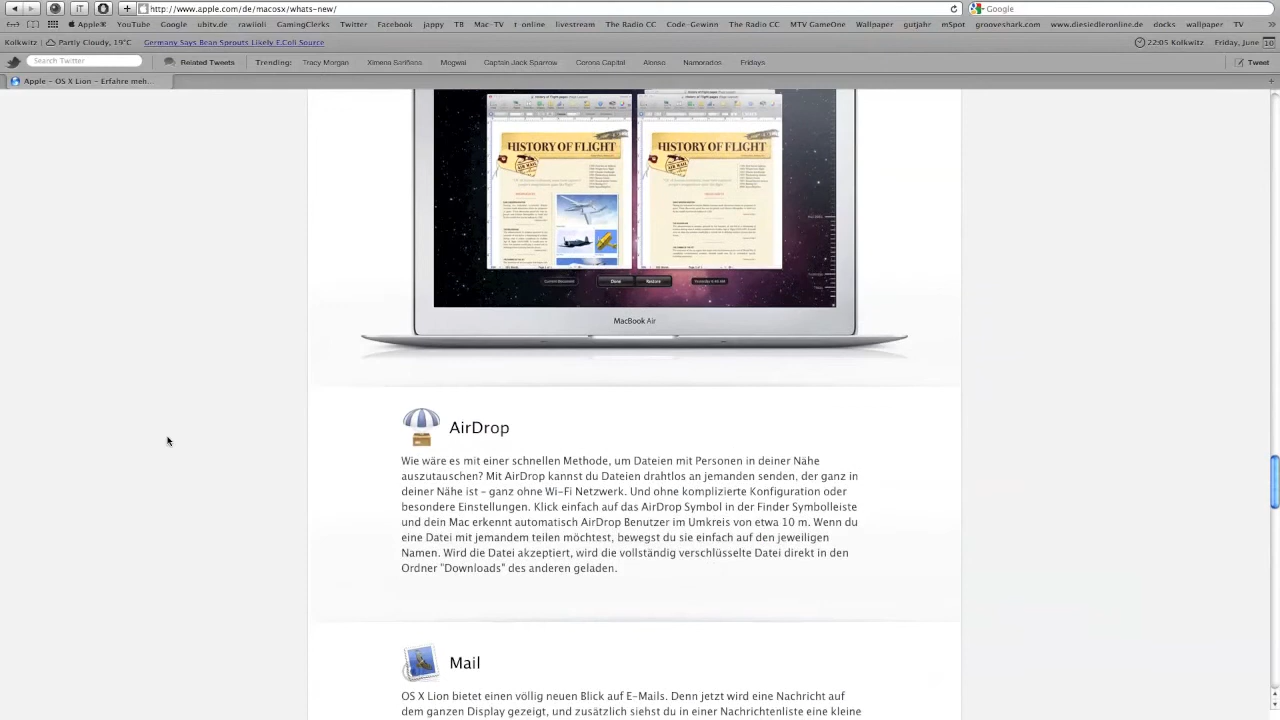 http://www.apple.com/de/macosx/whats-new/
Google
Apple® YouTube Google ubitv.de rawiioli GamingClerks Twitter Facebook jappy BTM Mac-TV t-online livestream The Radio CC Code-Gewinn The Radio CC MTV GameOne Wallpaper gutjahr mSpot grooveshark.com www.diesiedleronline.de docks wallpaper TV
Kolkwitz Partly Cloudy, 19°C Germany Says Bean Sprouts Likely E.Coli Source 22:05 Kolkwitz Friday, June 10
Search Twitter Related Tweets Trending: Tracy Morgan Ximena Sariñana Mogwai Captain Jack Sparrow Corona Capital Alonso Namorados Fridays Tweet
Apple - OS X Lion - Erfahre meh...
HISTORY OF FLIGHT HISTORY OF FLIGHT
Done Restore
MacBook Air
AirDrop
Wie wäre es mit einer schnellen Methode, um Dateien mit Personen in deiner Nähe
auszutauschen? Mit AirDrop kannst du Dateien drahtlos an jemanden senden, der ganz in
deiner Nähe ist – ganz ohne Wi-Fi Netzwerk. Und ohne komplizierte Konfiguration oder
besondere Einstellungen. Klick einfach auf das AirDrop Symbol in der Finder Symbolleiste
und dein Mac erkennt automatisch AirDrop Benutzer im Umkreis von etwa 10 m. Wenn du
eine Datei mit jemandem teilen möchtest, bewegst du sie einfach auf den jeweiligen
Namen. Wird die Datei akzeptiert, wird die vollständig verschlüsselte Datei direkt in den
Ordner "Downloads" des anderen geladen.
Mail
OS X Lion bietet einen völlig neuen Blick auf E-Mails. Denn jetzt wird eine Nachricht auf
dem ganzen Display gezeigt, und zusätzlich siehst du in einer Nachrichtenliste eine kleine